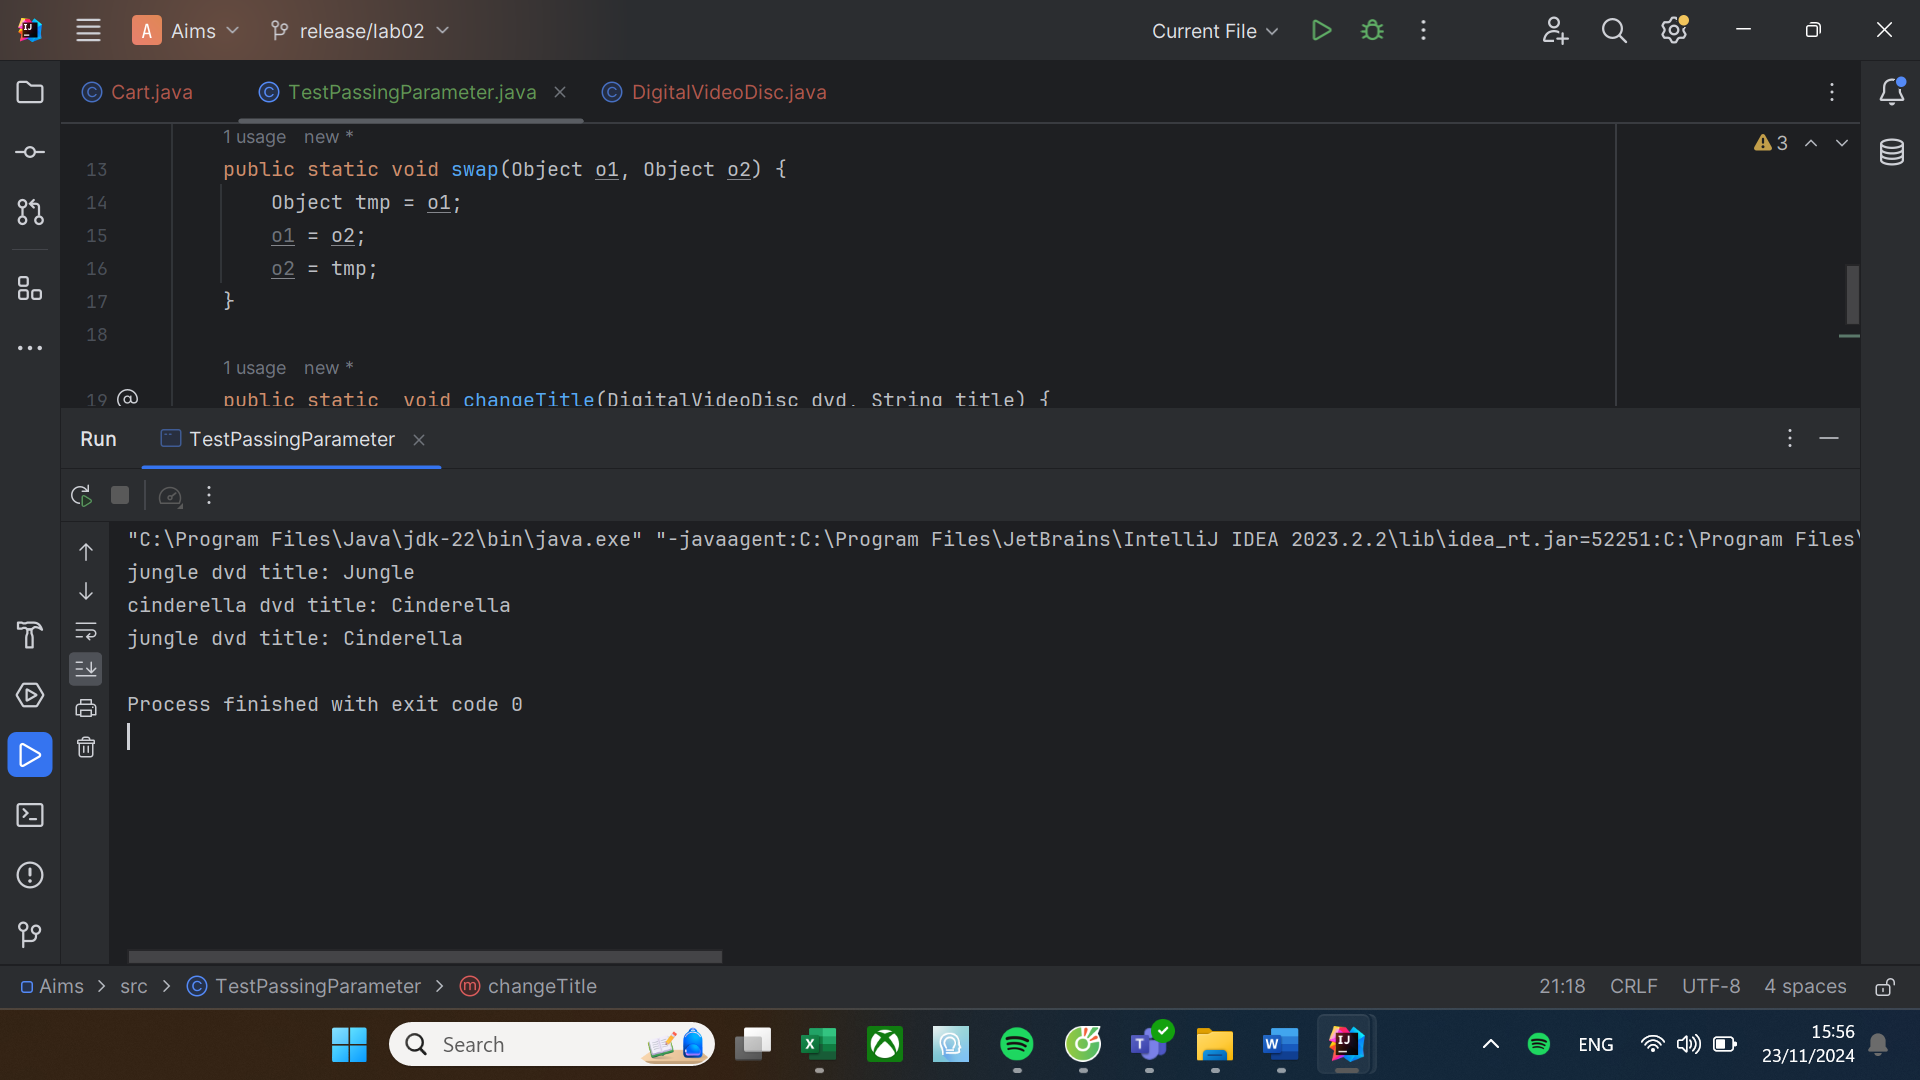 A Aims release/lab02 Current File
Cart.java TestPassingParameter.java DigitalVideoDisc.java
1 usage new *
3
13 public static void swap(Object o1, Object o2) {
14 Object tmp = o1;
15 o1 = o2;
16 o2 = tmp;
17 }
18
1 usage new *
19 public static void changeTitle(DigitalVideoDisc dvd, String title) {
Run TestPassingParameter
"C:\Program Files\Java\jdk-22\bin\java.exe" "-javaagent:C:\Program Files\JetBrains\IntelliJ IDEA 2023.2.2\lib\idea_rt.jar=52251:C:\Program Files\
jungle dvd title: Jungle
cinderella dvd title: Cinderella
jungle dvd title: Cinderella
Process finished with exit code 0
Aims > src > TestPassingParameter > changeTitle 21:18 CRLF UTF-8 4 spaces
Search ENG 15:56
23/11/2024